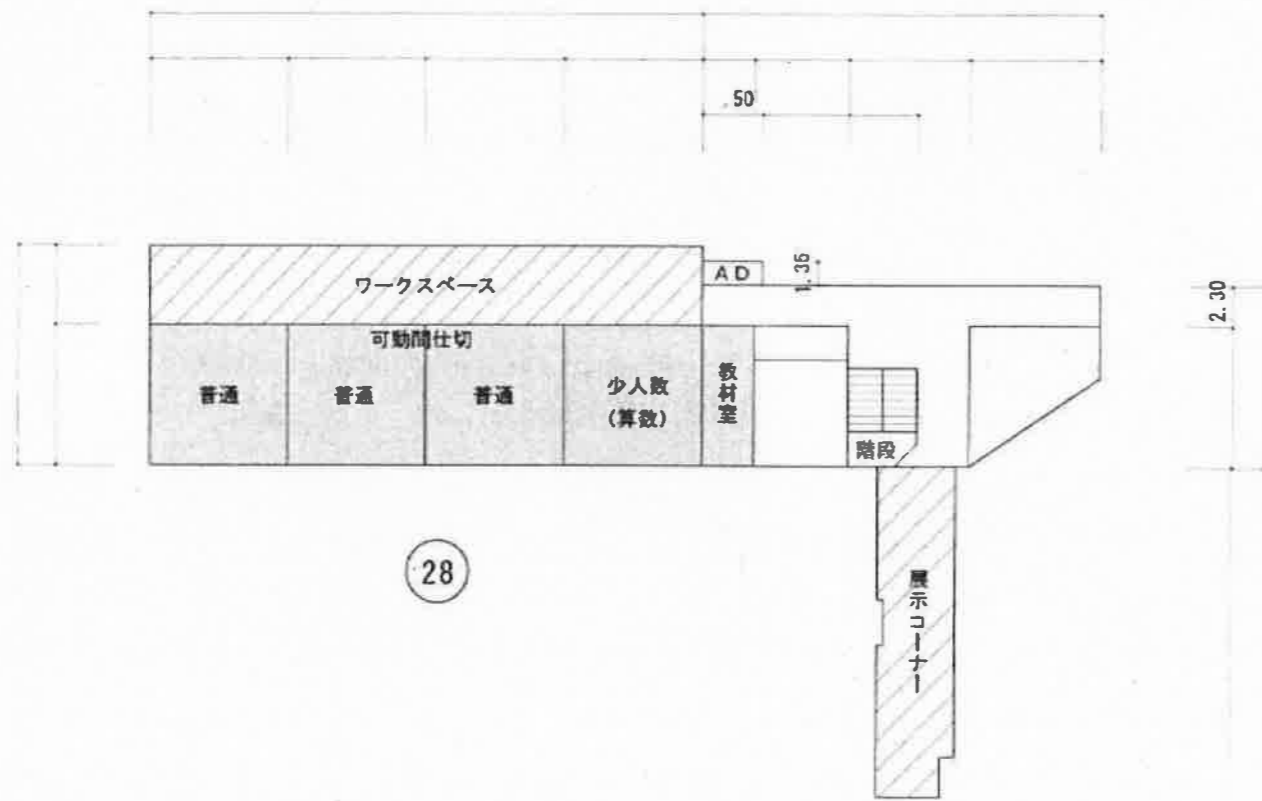 .50
ワークスペース
AD
1.35
2.30
可動間仕切
普通
普通
普通
少人数
(算数)
教材室
階段
28
展示コーナー